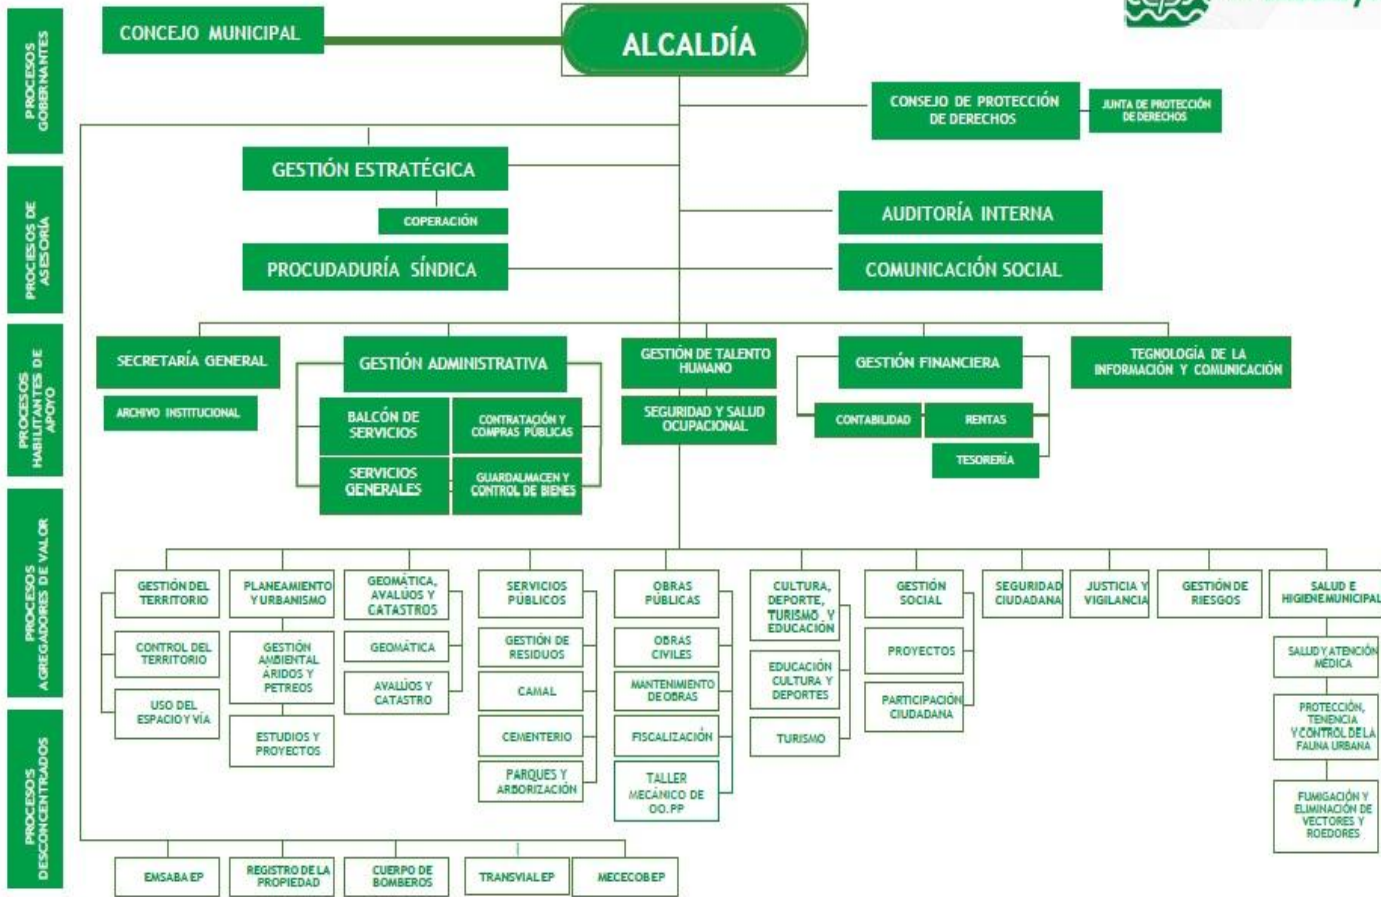 PROCESOS
GOBERNANTES
CONCEJO MUNICIPAL
ALCALDÍA
CONSEJO DE PROTECCIÓN
DE DERECHOS
JUNTA DE PROTECCIÓN
DE DERECHOS
PROCESOS DE
ASESORÍA
GESTIÓN ESTRATÉGICA
COPERACIÓN
AUDITORÍA INTERNA
PROCUDADURÍA SÍNDICA
COMUNICACIÓN SOCIAL
PROCESOS
HABILITANTES DE
APOYO
SECRETARÍA GENERAL
ARCHIVO INSTITUCIONAL
GESTIÓN ADMINISTRATIVA
BALCÓN DE
SERVICIOS
CONTRATACIÓN Y
COMPRAS PÚBLICAS
SERVICIOS
GENERALES
GUARDALMACEN Y
CONTROL DE BIENES
GESTIÓN DE TALENTO
HUMANO
SEGURIDAD Y SALUD
OCUPACIONAL
GESTIÓN FINANCIERA
CONTABILIDAD
RENTAS
TESORERÍA
TEGNOLOGÍA DE LA
INFORMACIÓN Y COMUNICACIÓN
PROCESOS
AGREGADOIRES DE VALOR
GESTIÓN DEL
TERRITORIO
CONTROL DEL
TERRITORIO
USO DEL
ESPACIO Y VÍA
PLANEAMIENTO
Y URBANISMO
GESTIÓN
AMBIENTAL
ÁRIDOS Y
PETREOS
ESTUDIOS Y
PROYECTOS
GEOMÁTICA,
AVALÚOS Y
CATASTROS
GEOMÁTICA
AVALÚOS Y
CATASTRO
SERVICIOS
PÚBLICOS
GESTIÓN DE
RESIDUOS
CAMAL
CEMENTERIO
PARQUES Y
ARBORIZACIÓN
OBRAS
PÚBLICAS
OBRAS
CIVILES
MANTENIMIENTO
DE OBRAS
FISCALIZACIÓN
TALLER
MECÁNICO DE
OO.PP
CULTURA,
DEPORTE,
TURISMO Y
EDUCACIÓN
EDUCACIÓN
CULTURA Y
DEPORTES
TURISMO
GESTIÓN
SOCIAL
PROYECTOS
PARTICIPACIÓN
CIUDADANA
SEGURIDAD
CIUDADANA
JUSTICIA Y
VIGILANCIA
GESTIÓN DE
RIESGOS
SALUD E
HIGIENE MUNICIPAL
SALUD Y ATENCIÓN
MÉDICA
PROTECCIÓN,
TENENCIA
Y CONTROL DE LA
FAUNA URBANA
FUMIGACIÓN Y
ELIMINACIÓN DE
VECTORES Y
ROEDORES
PROCESOS
DESCONCENTRADOS
EMSABA EP
REGISTRO DE LA
PROPIEDAD
CUERPO DE
BOMBEROS
TRANSVIAL EP
MECECOB EP